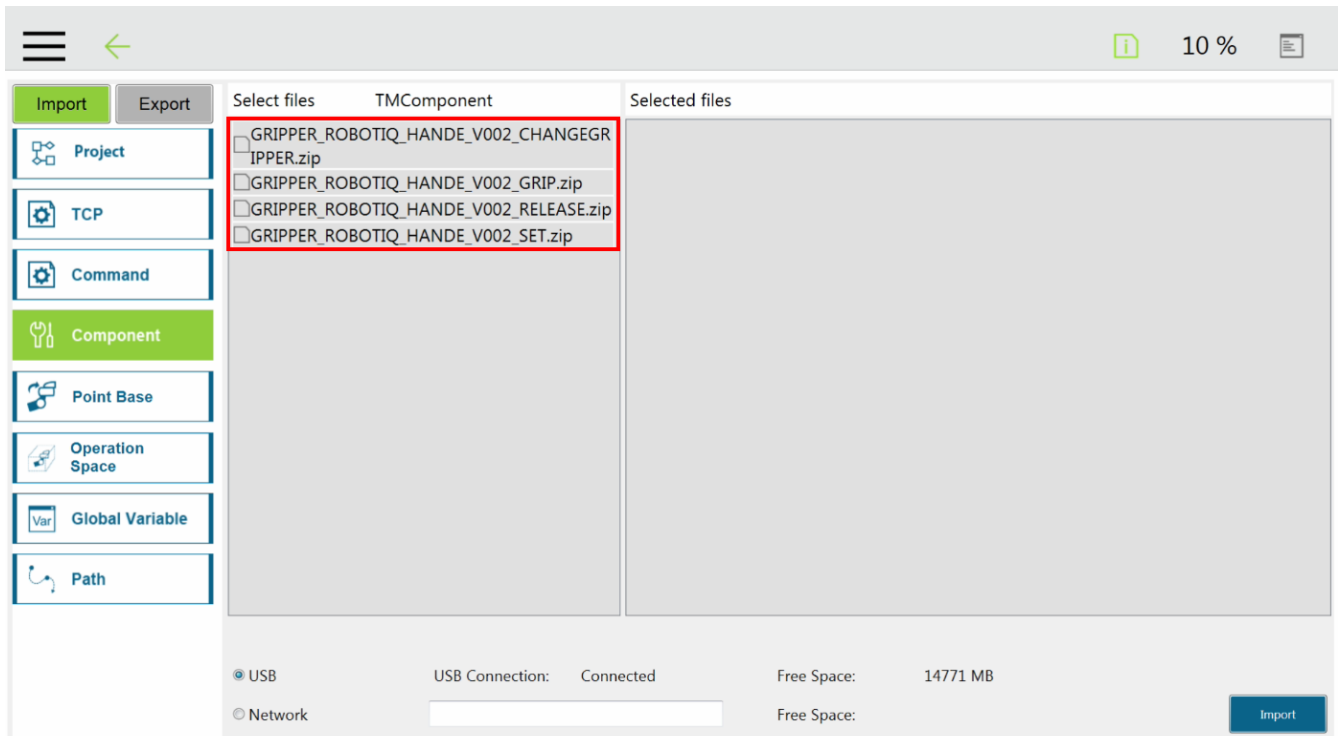 10 %
Import Export
Select files TMComponent Selected files
GRIPPER_ROBOTIQ_HANDE_V002_CHANGEGR
IPPER.zip
GRIPPER_ROBOTIQ_HANDE_V002_GRIP.zip
GRIPPER_ROBOTIQ_HANDE_V002_RELEASE.zip
GRIPPER_ROBOTIQ_HANDE_V002_SET.zip
Project
TCP
Command
Component
Point Base
Operation
Space
Var Global Variable
Path
USB USB Connection: Connected Free Space: 14771 MB
Network Free Space:
Import